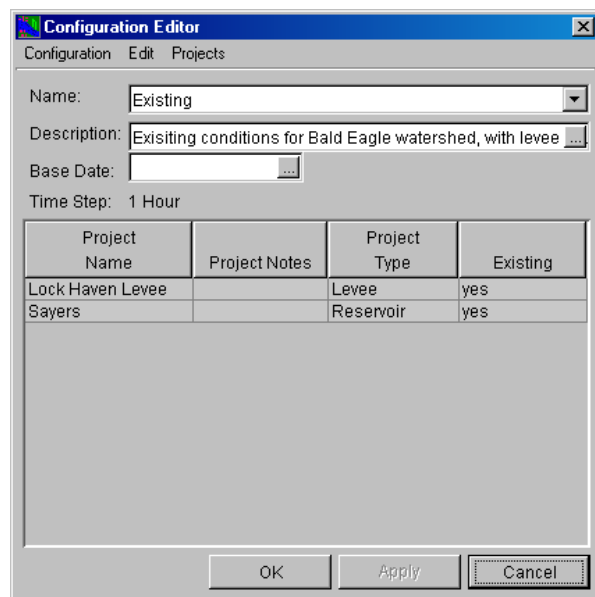 Configuration Editor
Configuration Edit Projects
Name: Existing
Description: Exisiting conditions for Bald Eagle watershed, with levee ...
Base Date: ...
Time Step: 1 Hour
Project Name Project Notes Project Type Existing
Lock Haven Levee Levee yes
Sayers Reservoir yes
OK Apply Cancel